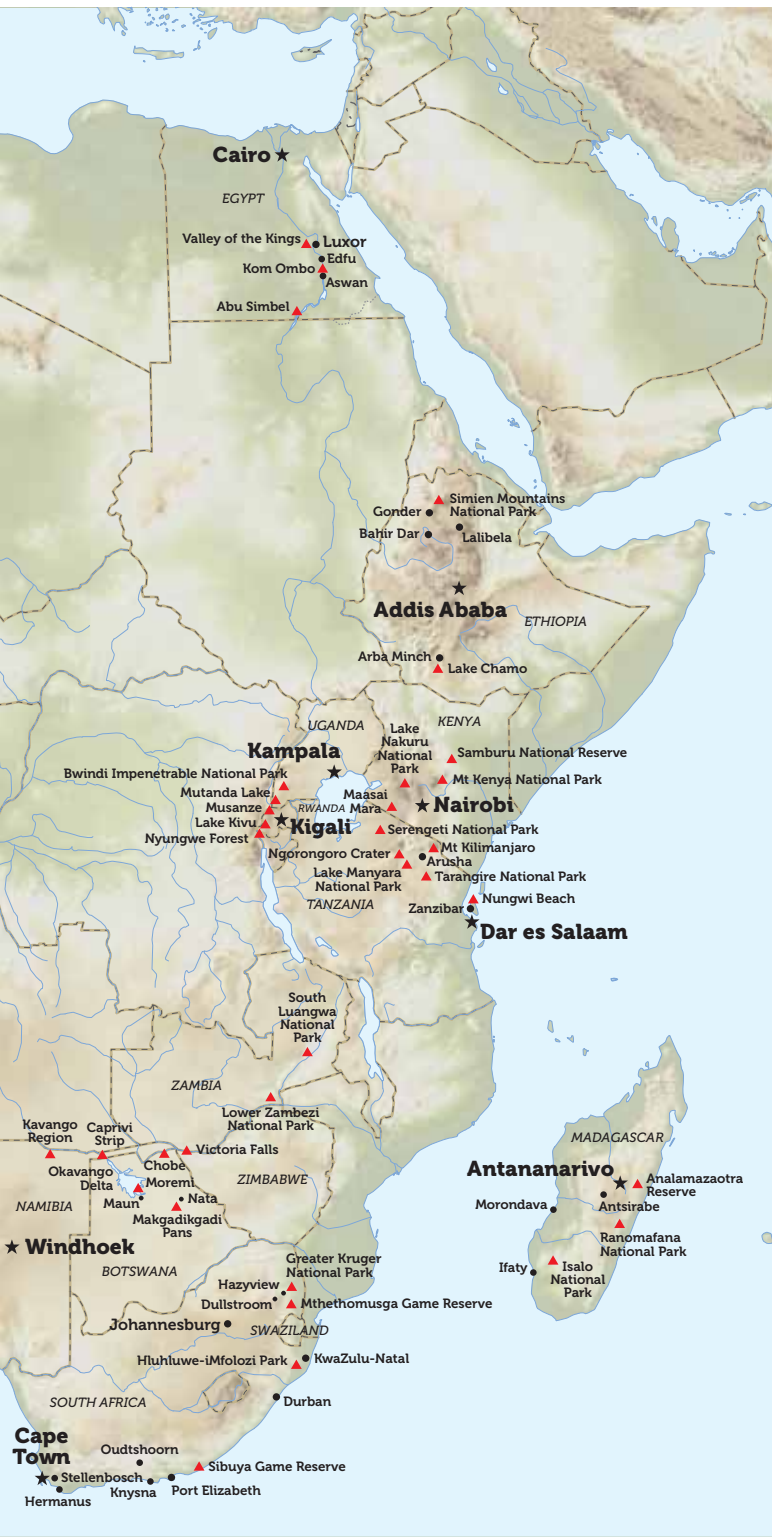 Cairo
EGYPT
Valley of the Kings
Luxor
Edfu
Kom Ombo
Aswan
Abu Simbel
Simien Mountains
National Park
Gonder
Bahir Dar
Lalibela
Addis Ababa
ETHIOPIA
Arba Minch
Lake Chamo
UGANDA
KENYA
Lake
Nakuru
National
Park
Kampala
Samburu National Reserve
Bwindi Impenetrable National Park
Mt Kenya National Park
Mutanda Lake
Maasai
Mara
Musanze
RWANDA
Nairobi
Lake Kivu
Kigali
Serengeti National Park
Nyungwe Forest
Mt Kilimanjaro
Ngorongoro Crater
Arusha
Lake Manyara
National Park
Tarangire National Park
TANZANIA
Nungwi Beach
Zanzibar
Dar es Salaam
South
Luangwa
National
Park
ZAMBIA
Lower Zambezi
National Park
Kavango
Region
Caprivi
Strip
Victoria Falls
Chobe
Okavango
Delta
Moremi
Maun
Nata
Makgadikgadi
Pans
ZIMBABWE
NAMIBIA
MADAGASCAR
Antananarivo
Analamazaotra
Reserve
Antsirabe
Morondava
Ranomafana
National Park
Ifaty
Isalo
National
Park
Windhoek
BOTSWANA
Greater Kruger
National Park
Hazyview
Dullstroom
Mthethomusga Game Reserve
Johannesburg
SWAZILAND
Hluhluwe-iMfolozi Park
KwaZulu-Natal
SOUTH AFRICA
Durban
Cape
Town
Oudtshoorn
Sibuya Game Reserve
Stellenbosch
Hermanus
Knysna
Port Elizabeth